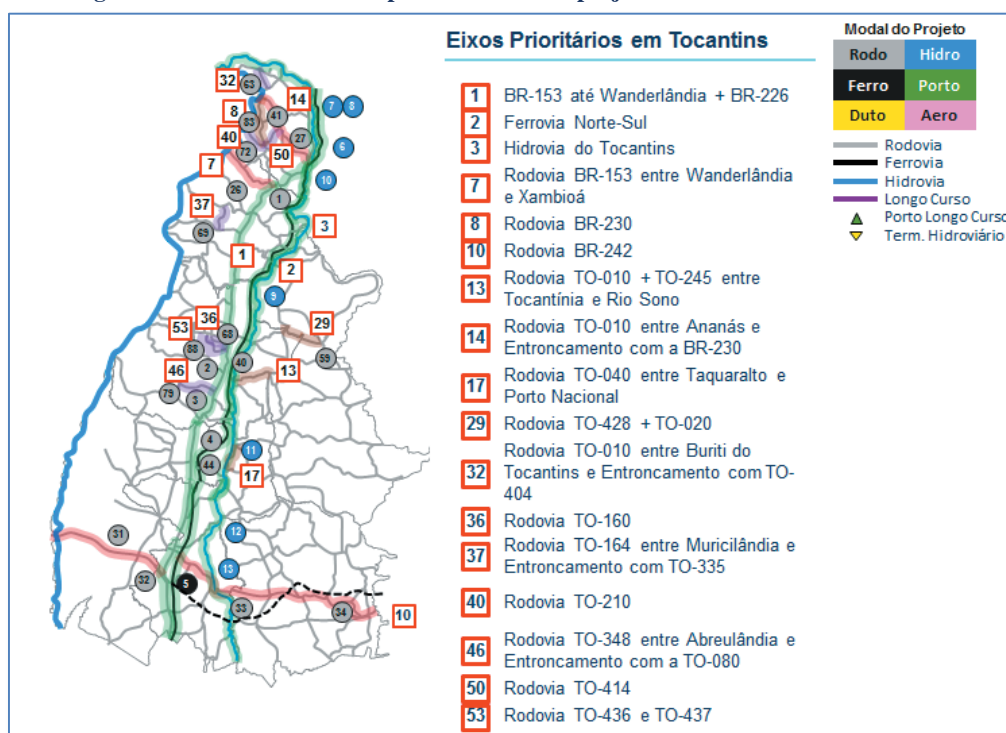 Eixos Prioritários em Tocantins
1 BR-153 até Wanderlândia + BR-226
2 Ferrovia Norte-Sul
3 Hidrovia do Tocantins
7 Rodovia BR-153 entre Wanderlândia
e Xambioá
8 Rodovia BR-230
10 Rodovia BR-242
13 Rodovia TO-010 + TO-245 entre
Tocantínia e Rio Sono
14 Rodovia TO-010 entre Ananás e
Entroncamento com a BR-230
17 Rodovia TO-040 entre Taquaralto e
Porto Nacional
29 Rodovia TO-428 + TO-020
32 Rodovia TO-010 entre Buriti do
Tocantins e Entroncamento com TO-
404
36 Rodovia TO-160
37 Rodovia TO-164 entre Muricilândia e
Entroncamento com TO-335
40 Rodovia TO-210
46 Rodovia TO-348 entre Abreulândia e
Entroncamento com a TO-080
50 Rodovia TO-414
53 Rodovia TO-436 e TO-437
Modal do Projeto
Rodo Hidro
Ferro Porto
Duto Aero
Rodovia
Ferrovia
Hidrovia
Longo Curso
Porto Longo Curso
Term. Hidroviário
32 63
14 7 8
8 83 41
40 27
72 50 6
7
26 1 10
37
69 3
1 2
9
36
53 68 29
88 59
46 2 40 13
79 3
4 11
44 17
31 12
13
32 5
33 34 10